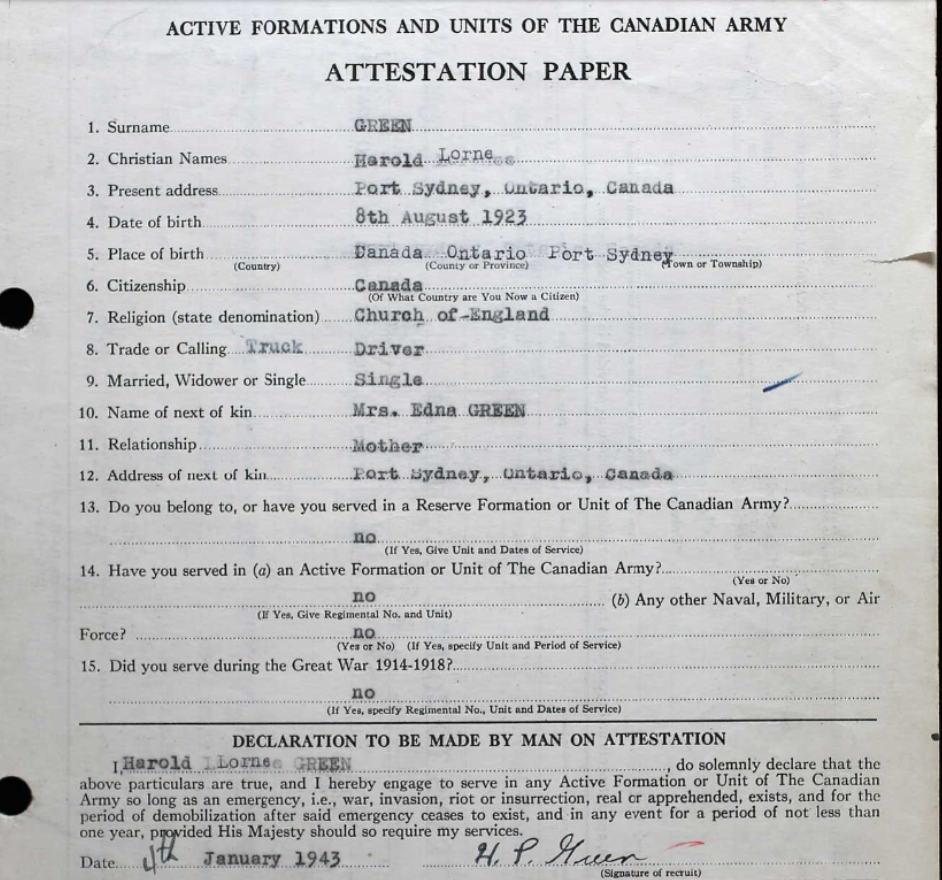 ACTIVE FORMATIONS AND UNITS OF THE CANADIAN ARMY
ATTESTATION PAPER
1. Surname GREEN
2. Christian Names Harold Lorne
3. Present address Port Sydney, Ontario, Canada
4. Date of birth 8th August 1923
5. Place of birth Danada Ontario Port Sydney
(Country) (County or Province) (Town or Township)
6. Citizenship Canada
(Of What Country are You Now a Citizen)
7. Religion (state denomination) Church of-England
8. Trade or Calling Truck Driver
9. Married, Widower or Single Single
10. Name of next of kin Mrs. Edna GREEN
11. Relationship Mother
12. Address of next of kin Port Sydney, Ontario, Canada
13. Do you belong to, or have you served in a Reserve Formation or Unit of The Canadian Army?
no
(If Yes, Give Unit and Dates of Service)
14. Have you served in (a) an Active Formation or Unit of The Canadian Army?
(Yes or No)
no (b) Any other Naval, Military, or Air
(If Yes, Give Regimental No. and Unit)
Force? no
(Yes or No) (If Yes, specify Unit and Period of Service)
15. Did you serve during the Great War 1914-1918?
no
(If Yes, specify Regimental No., Unit and Dates of Service)
DECLARATION TO BE MADE BY MAN ON ATTESTATION
I, Harold Lorne GREEN, do solemnly declare that the
above particulars are true, and I hereby engage to serve in any Active Formation or Unit of The Canadian
Army so long as an emergency, i.e., war, invasion, riot or insurrection, real or apprehended, exists, and for the
period of demobilization after said emergency ceases to exist, and in any event for a period of not less than
one year, provided His Majesty should so require my services.
Date January 1943 H. P. Green
(Signature of recruit)